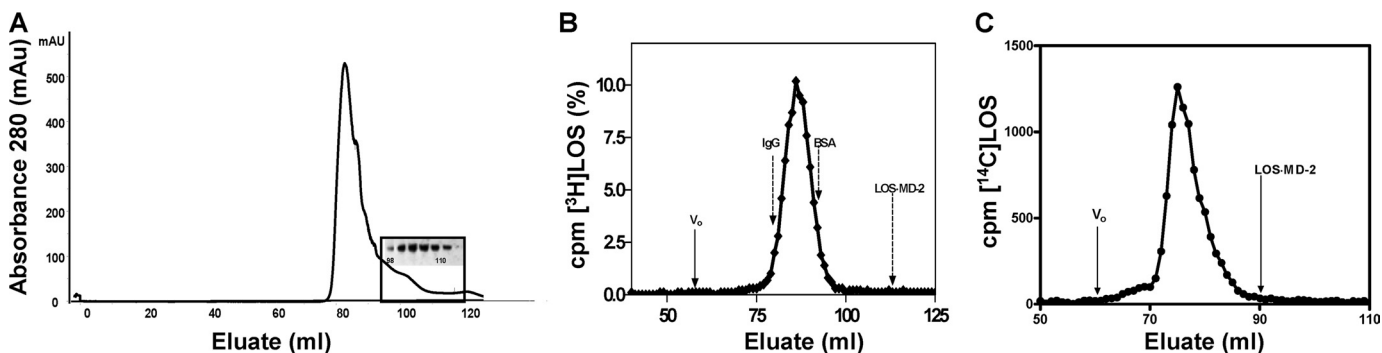 A
Absorbance 280 (mAu)
mAU
500
400
300
200
100
0
98
110
0
20
40
60
80
100
120
Eluate (ml)
B
cpm [³H]LOS (%)
10.0
7.5
5.0
2.5
0.0
Vo
IgG
BSA
LOS·MD-2
50
75
100
125
Eluate (ml)
C
cpm [¹⁴C]LOS
1500
1000
500
0
Vo
LOS·MD-2
50
70
90
110
Eluate (ml)